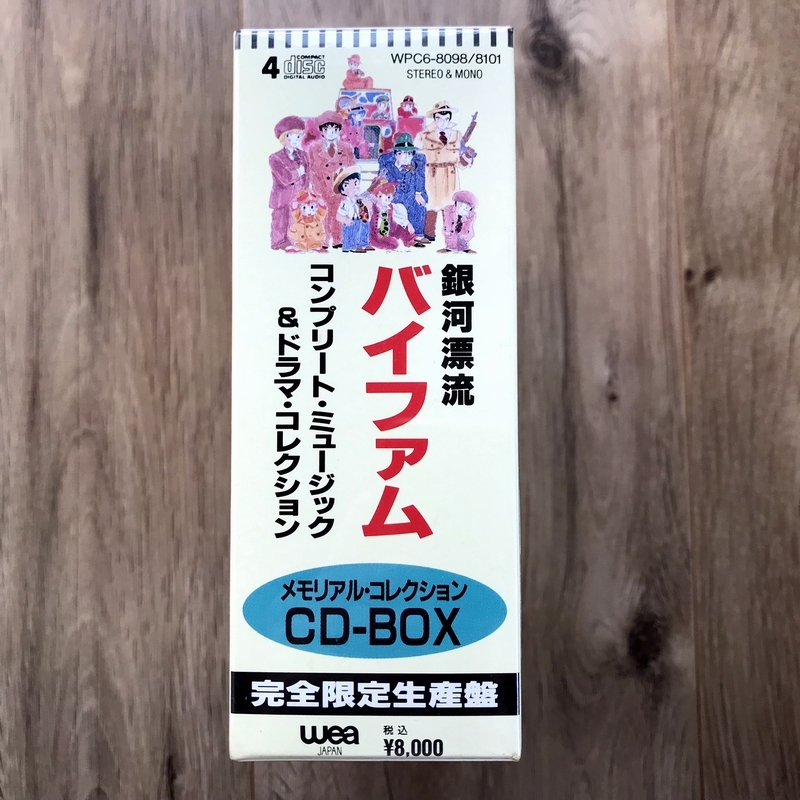 4 COMPACT disc DIGITAL AUDIO
WPC6-8098/8101
STEREO & MONO
銀河漂流
バイファム
コンプリート・ミュージック
&ドラマ・コレクション
メモリアル・コレクション
CD-BOX
完全限定生産盤
wea
JAPAN
税込
¥8,000